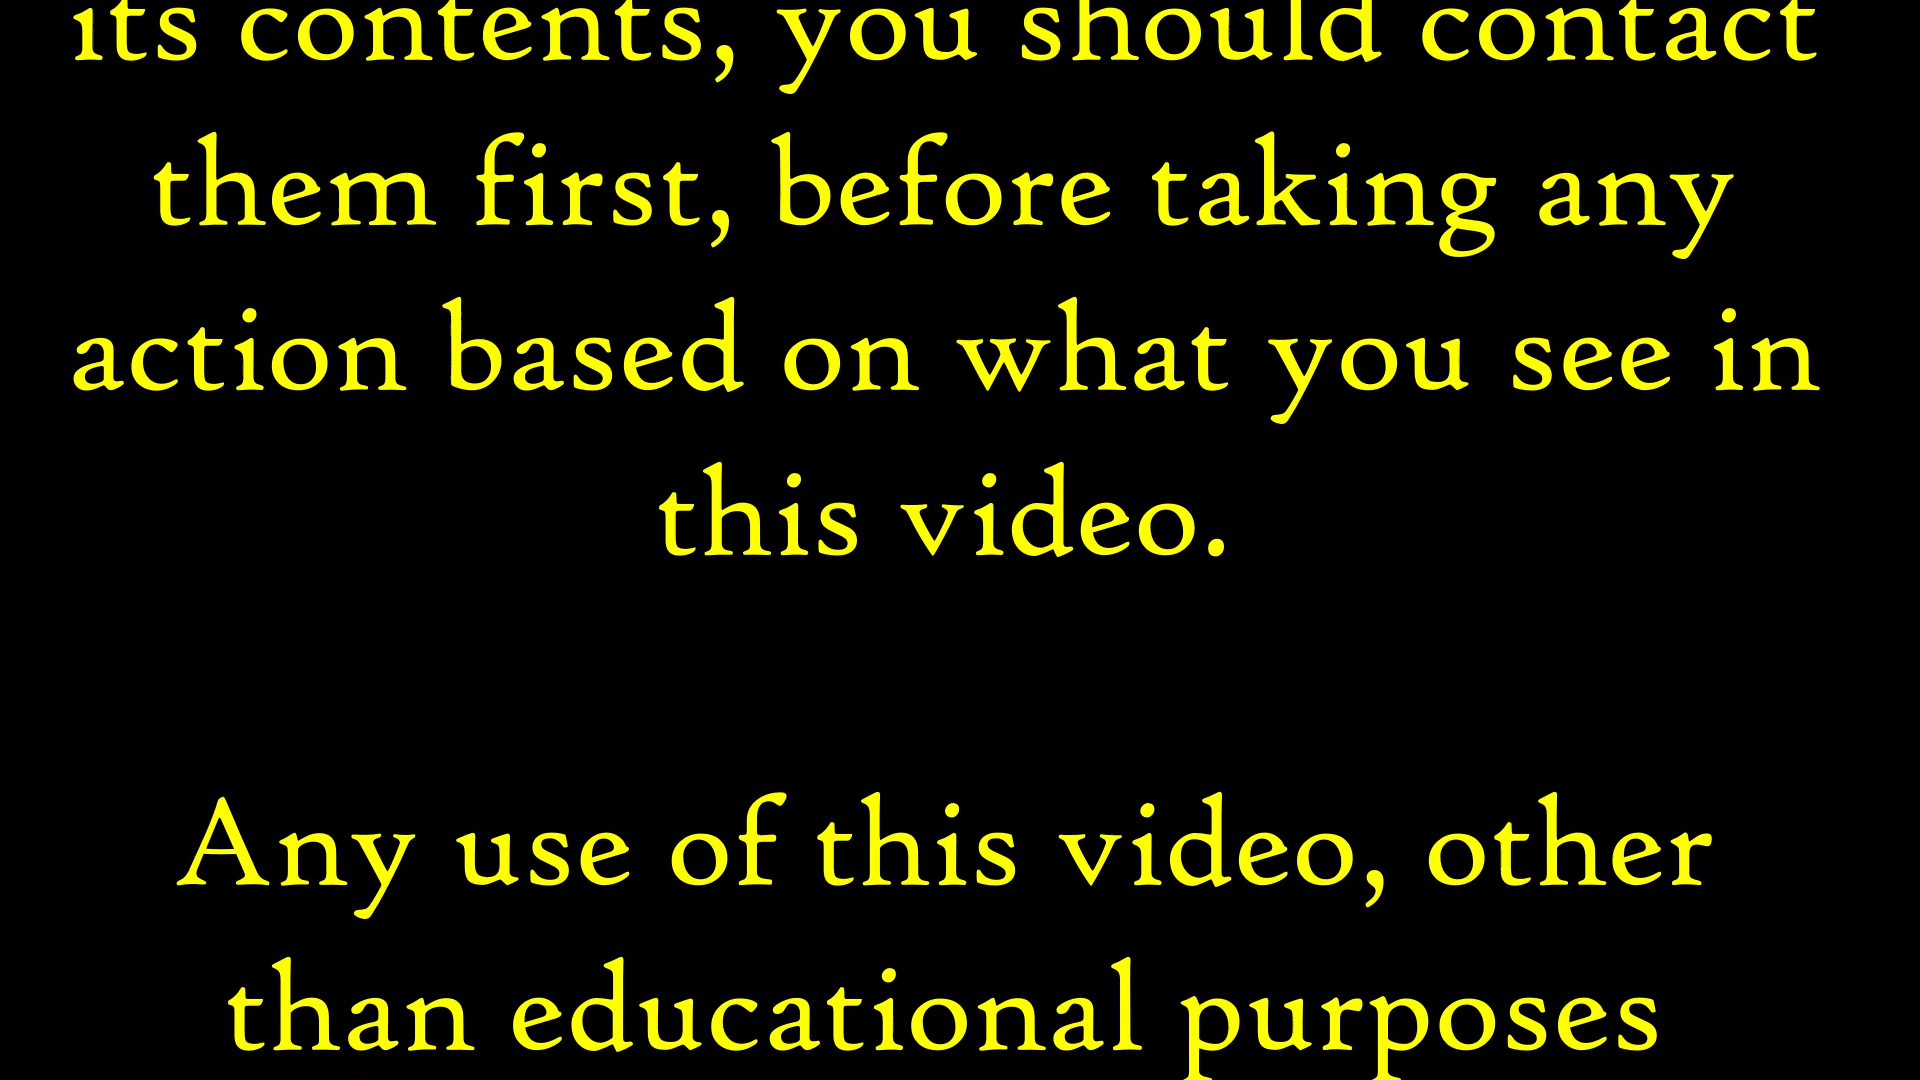 its contents, you should contact
them first, before taking any
action based on what you see in
this video.
Any use of this video, other
than educational purposes